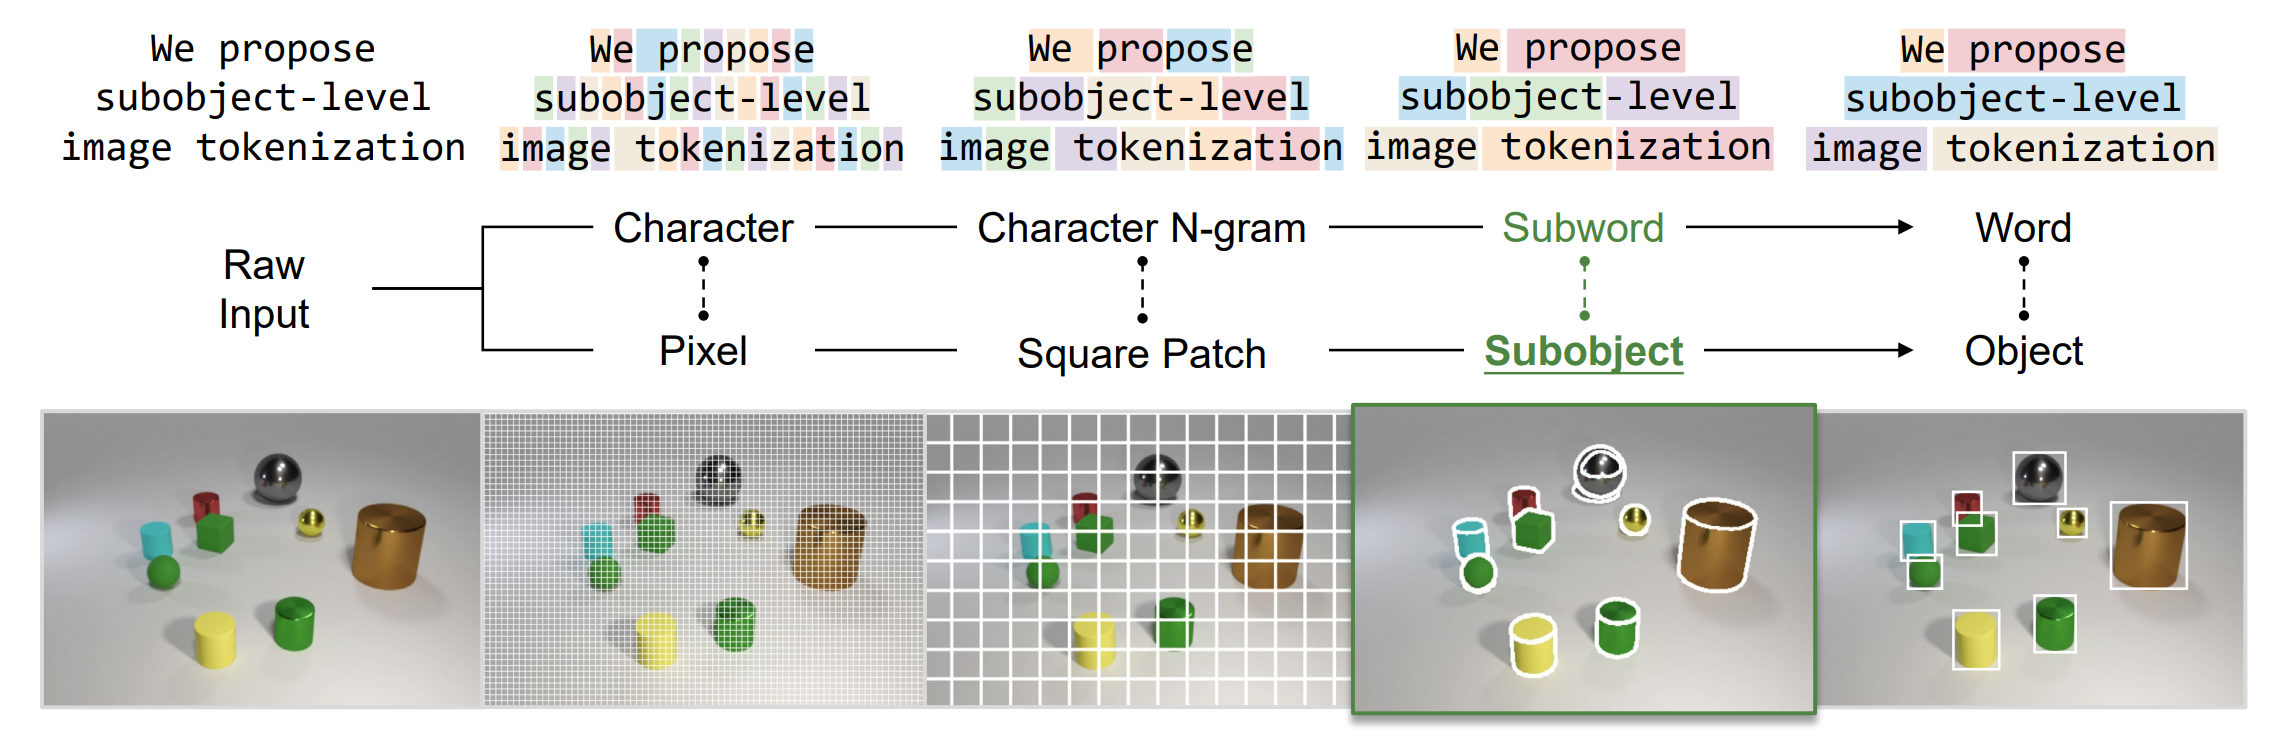 We propose
subobject-level
image tokenization
We propose
subobject-level
image tokenization
We propose
subobject-level
image tokenization
We propose
subobject-level
image tokenization
We propose
subobject-level
image tokenization
Raw
Input
Character
Character N-gram
Subword
Word
Pixel
Square Patch
Subobject
Object